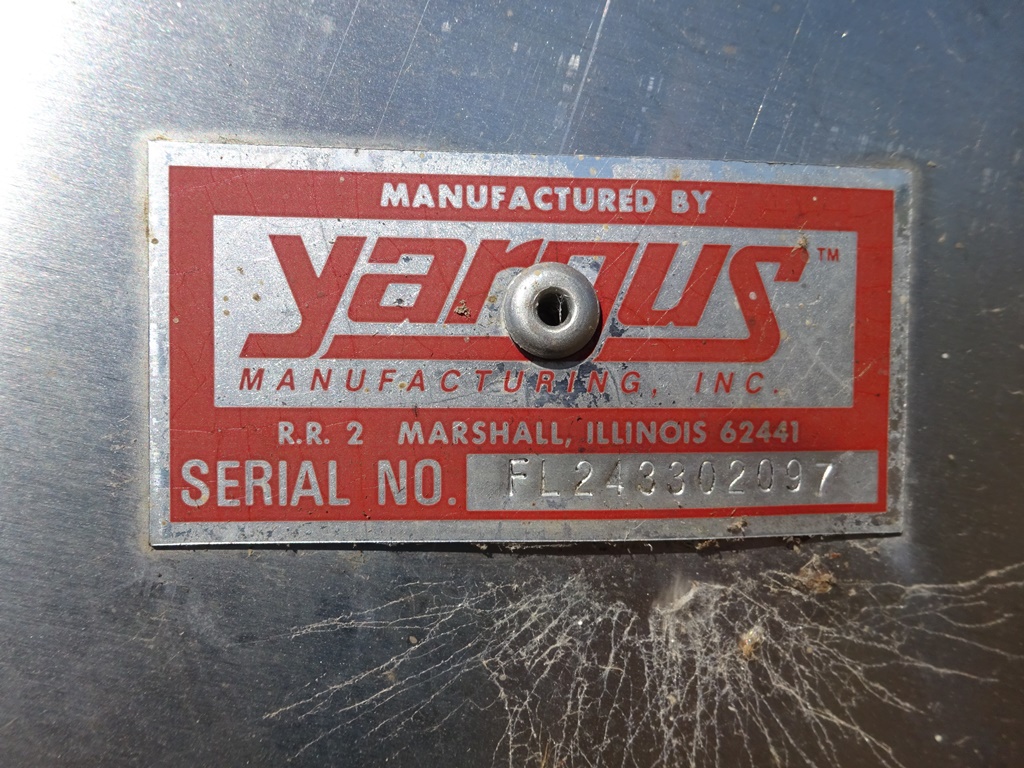 MANUFACTURED BY
yargus™
MANUFACTURING, INC.
R.R. 2 MARSHALL, ILLINOIS 62441
SERIAL NO. FL243302097